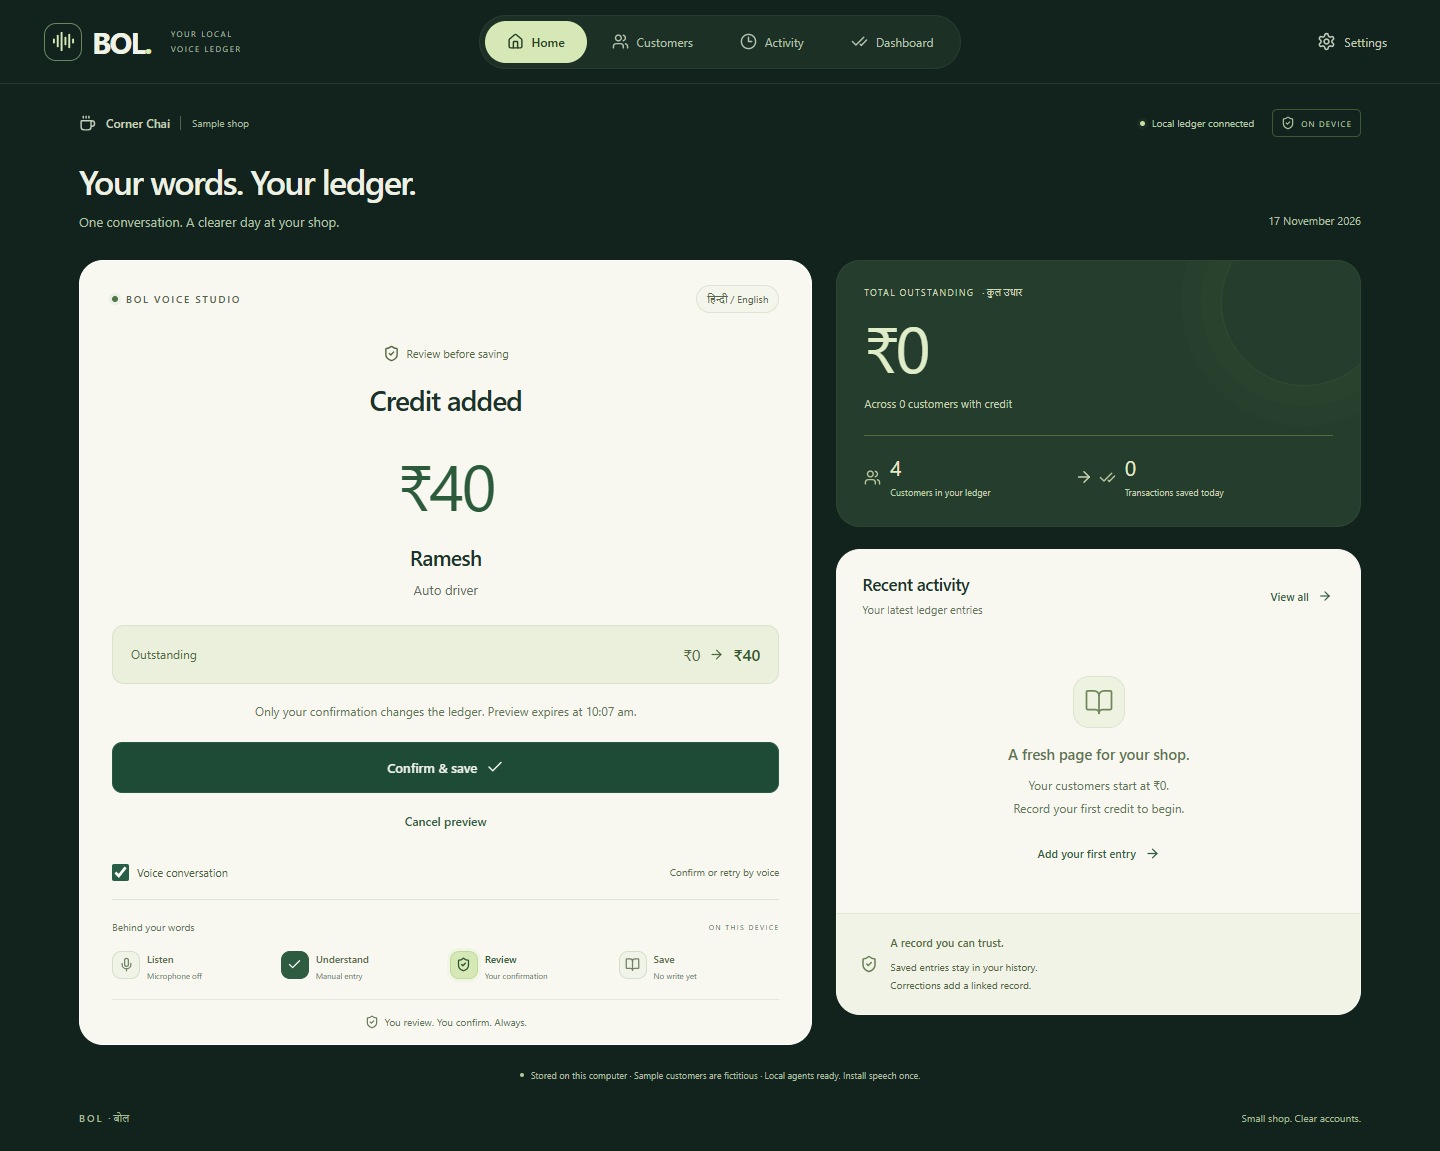 BOL.
YOUR LOCAL
VOICE LEDGER
Home
Customers
Activity
Dashboard
Settings
Corner Chai
Sample shop
Local ledger connected
ON DEVICE
Your words. Your ledger.
One conversation. A clearer day at your shop.
17 November 2026
BOL VOICE STUDIO
हिन्दी / English
Review before saving
Credit added
₹40
Ramesh
Auto driver
Outstanding
₹0 → ₹40
Only your confirmation changes the ledger. Preview expires at 10:07 am.
Confirm & save
Cancel preview
Voice conversation
Confirm or retry by voice
Behind your words
ON THIS DEVICE
Listen
Microphone off
Understand
Manual entry
Review
Your confirmation
Save
No write yet
You review. You confirm. Always.
TOTAL OUTSTANDING · कुल उधार
₹0
Across 0 customers with credit
4
Customers in your ledger
0
Transactions saved today
Recent activity
Your latest ledger entries
View all
A fresh page for your shop.
Your customers start at ₹0.
Record your first credit to begin.
Add your first entry
A record you can trust.
Saved entries stay in your history.
Corrections add a linked record.
Stored on this computer · Sample customers are fictitious · Local agents ready. Install speech once.
BOL · बोल
Small shop. Clear accounts.